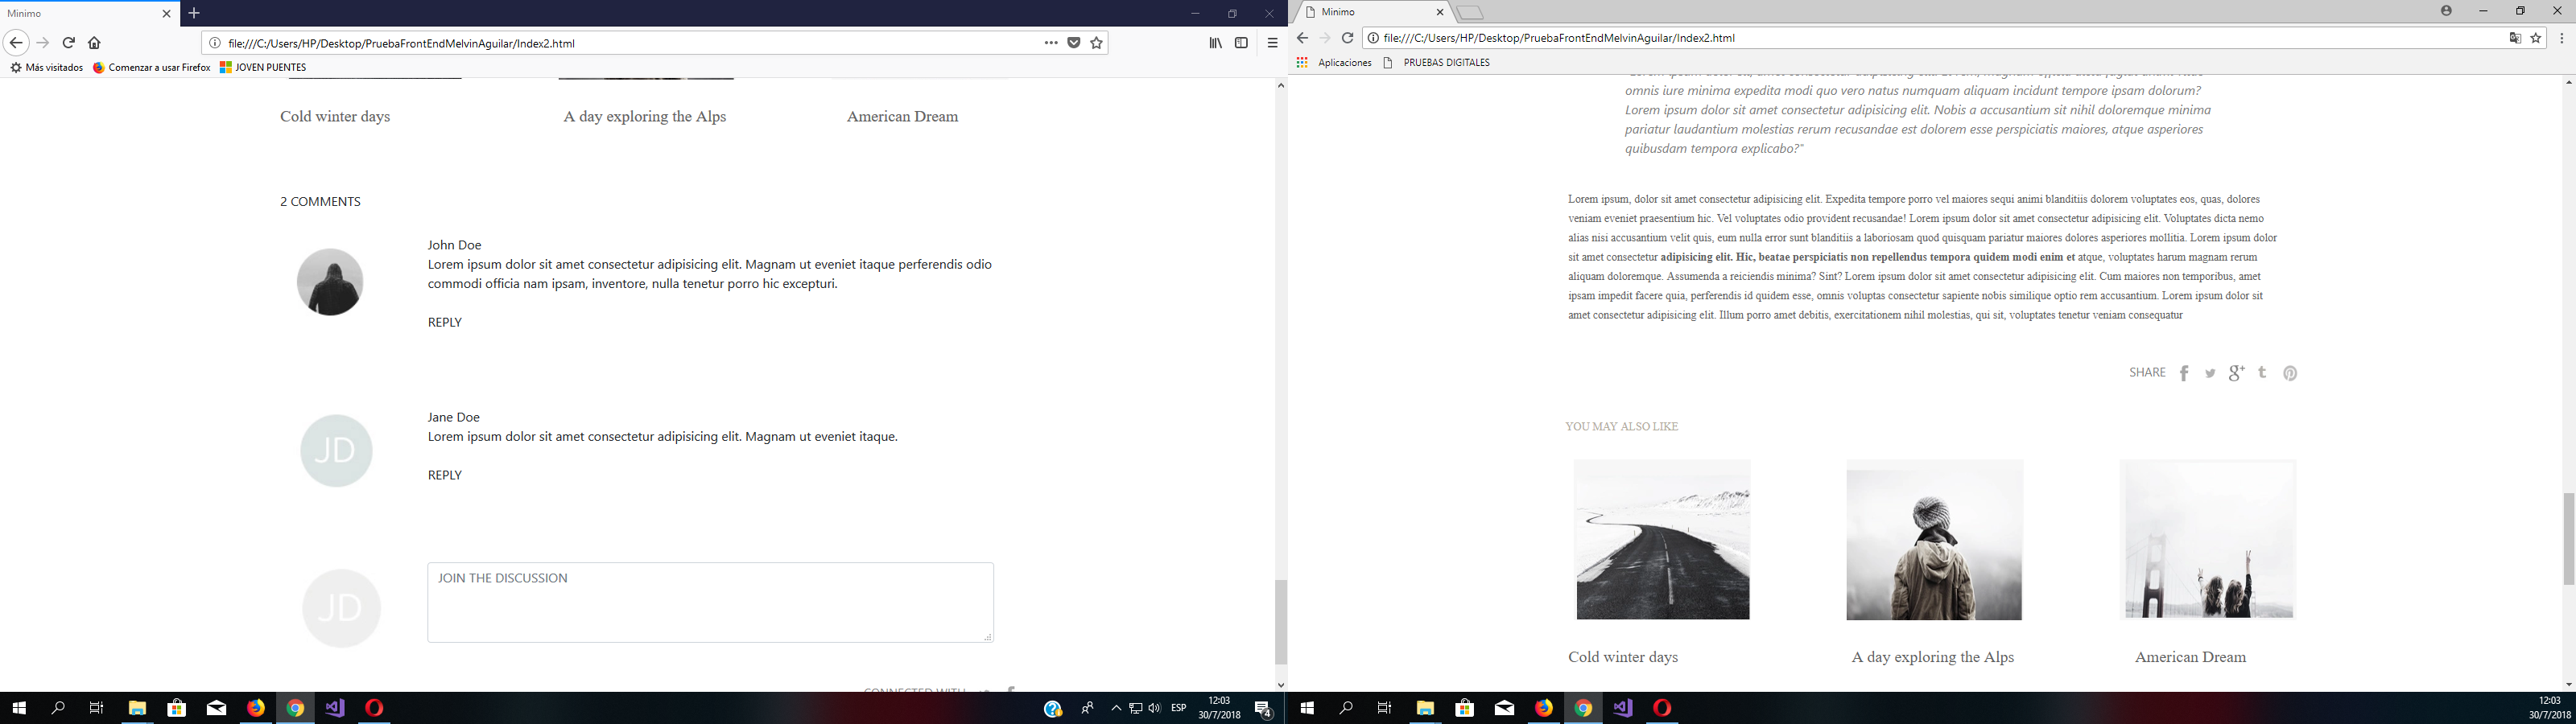 Minimo
file:///C:/Users/HP/Desktop/PruebaFrontEndMelvinAguilar/Index2.html
Más visitados
Comenzar a usar Firefox
JOVEN PUENTES
Cold winter days
A day exploring the Alps
American Dream
2 COMMENTS
John Doe
Lorem ipsum dolor sit amet consectetur adipisicing elit. Magnam ut eveniet itaque perferendis odio
commodi officia nam ipsam, inventore, nulla tenetur porro hic excepturi.
REPLY
JD
Jane Doe
Lorem ipsum dolor sit amet consectetur adipisicing elit. Magnam ut eveniet itaque.
REPLY
JD
JOIN THE DISCUSSION
CONNECTED WITH
ESP
12:03
30/7/2018
4
Minimo
file:///C:/Users/HP/Desktop/PruebaFrontEndMelvinAguilar/Index2.html
Aplicaciones
PRUEBAS DIGITALES
omnis iure minima expedita modi quo vero natus numquam aliquam incidunt tempore ipsam dolorum?
Lorem ipsum dolor sit amet consectetur adipisicing elit. Nobis a accusantium sit nihil doloremque minima
pariatur laudantium molestias rerum recusandae est dolorem esse perspiciatis maiores, atque asperiores
quibusdam tempora explicabo?"
Lorem ipsum, dolor sit amet consectetur adipisicing elit. Expedita tempore porro vel maiores sequi animi blanditiis dolorem voluptates eos, quas, dolores
veniam eveniet praesentium hic. Vel voluptates odio provident recusandae! Lorem ipsum dolor sit amet consectetur adipisicing elit. Voluptates dicta nemo
alias nisi accusantium velit quis, eum nulla error sunt blanditiis a laboriosam quod quisquam pariatur maiores dolores asperiores mollitia. Lorem ipsum dolor
sit amet consectetur adipisicing elit. Hic, beatae perspiciatis non repellendus tempora quidem modi enim et atque, voluptates harum magnam rerum
aliquam doloremque. Assumenda a reiciendis minima? Sint? Lorem ipsum dolor sit amet consectetur adipisicing elit. Cum maiores non temporibus, amet
ipsam impedit facere quia, perferendis id quidem esse, omnis voluptas consectetur sapiente nobis similique optio rem accusantium. Lorem ipsum dolor sit
amet consectetur adipisicing elit. Illum porro amet debitis, exercitationem nihil molestias, qui sit, voluptates tenetur veniam consequatur
SHARE
YOU MAY ALSO LIKE
Cold winter days
A day exploring the Alps
American Dream
12:03
30/7/2018